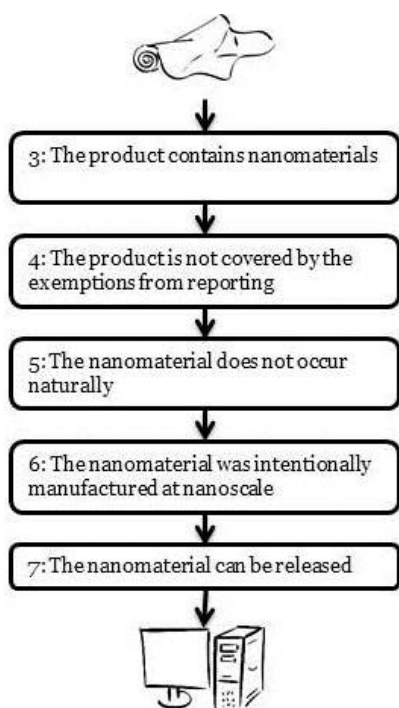 3: The product contains nanomaterials
4: The product is not covered by the
exemptions from reporting
5: The nanomaterial does not occur
naturally
6: The nanomaterial was intentionally
manufactured at nanoscale
7: The nanomaterial can be released